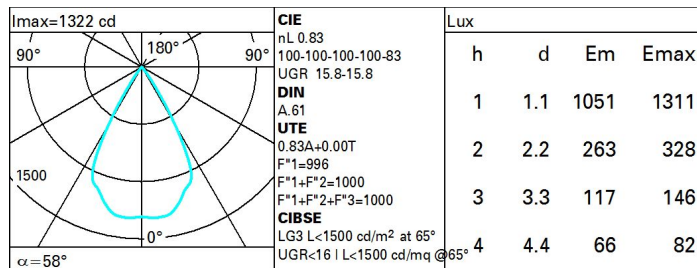 Imax=1322 cd
90°
180°
90°
1500
0°
α=58°
CIE
nL 0.83
100-100-100-100-83
UGR 15.8-15.8
DIN
A.61
UTE
0.83A+0.00T
F"1=996
F"1+F"2=1000
F"1+F"2+F"3=1000
CIBSE
LG3 L<1500 cd/m² at 65°
UGR<16 | L<1500 cd/mq @65°
Lux
h d Em Emax
1 1.1 1051 1311
2 2.2 263 328
3 3.3 117 146
4 4.4 66 82